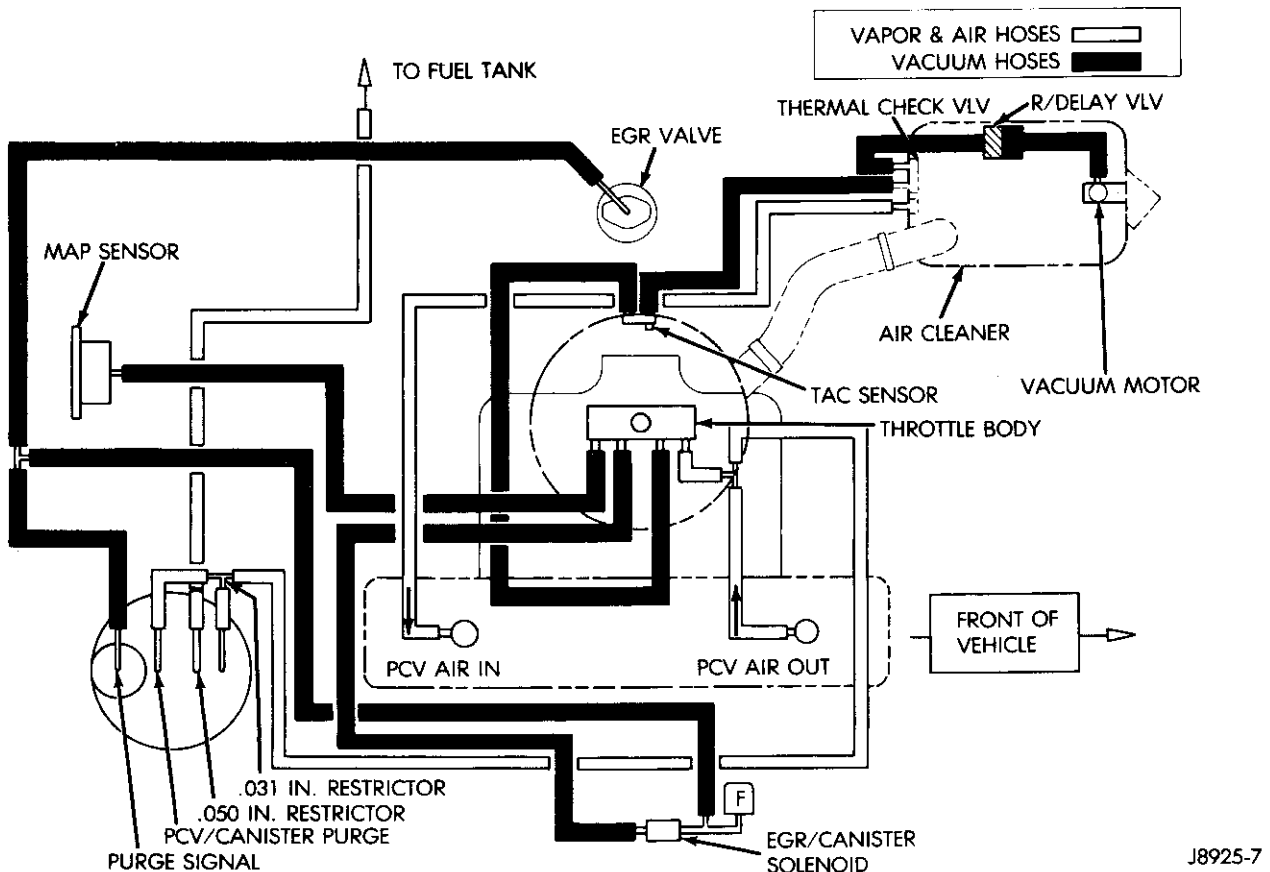 VAPOR & AIR HOSES
VACUUM HOSES
TO FUEL TANK
THERMAL CHECK VLV
R/DELAY VLV
EGR VALVE
MAP SENSOR
AIR CLEANER
TAC SENSOR
VACUUM MOTOR
THROTTLE BODY
FRONT OF
VEHICLE
PCV AIR IN
PCV AIR OUT
.031 IN. RESTRICTOR
.050 IN. RESTRICTOR
PCV/CANISTER PURGE
PURGE SIGNAL
F
EGR/CANISTER
SOLENOID
J8925-7